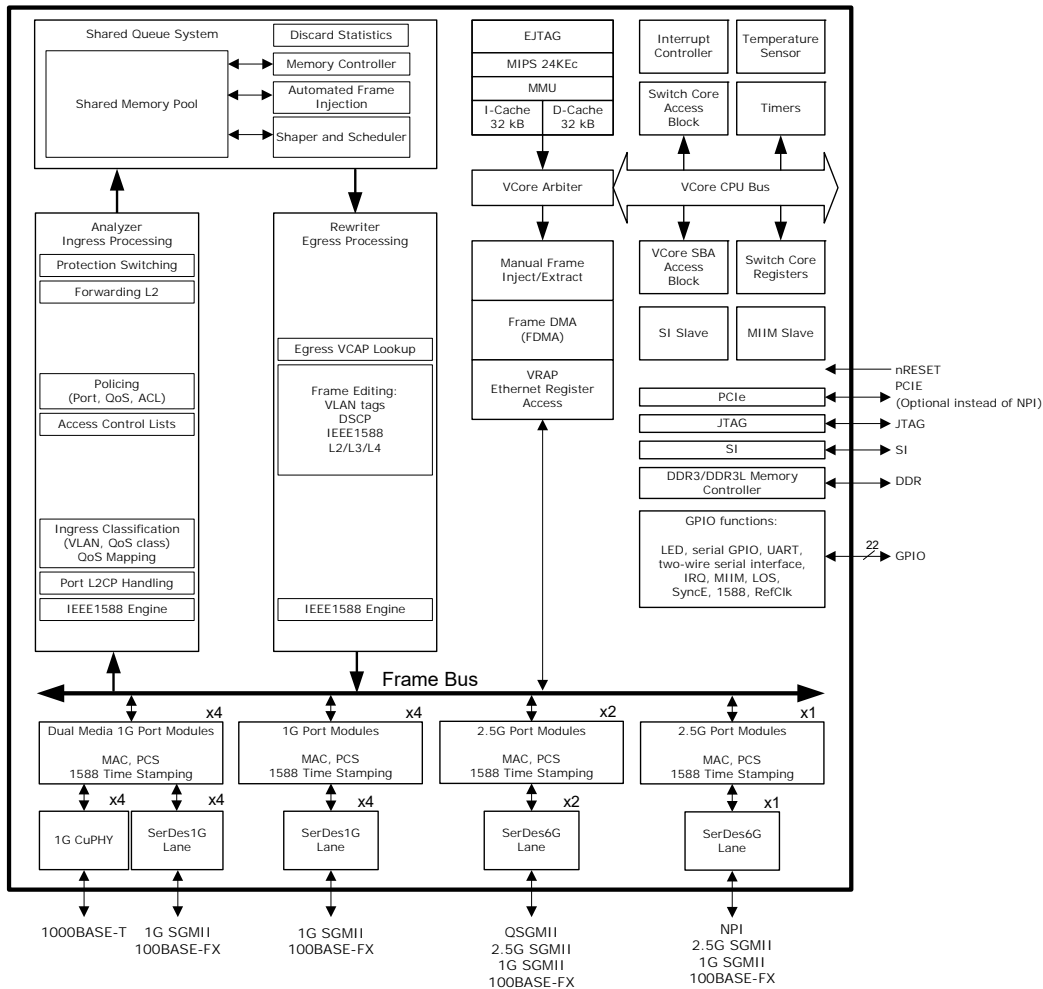 Shared Queue System
Shared Memory Pool
Discard Statistics
Memory Controller
Automated Frame
Injection
Shaper and Scheduler
EJTAG
MIPS 24KEc
MMU
I-Cache
32 kB
D-Cache
32 kB
Interrupt
Controller
Temperature
Sensor
Switch Core
Access
Block
Timers
VCore Arbiter
VCore CPU Bus
Analyzer
Ingress Processing
Protection Switching
Forwarding L2
Policing
(Port, QoS, ACL)
Access Control Lists
Ingress Classification
(VLAN, QoS class)
QoS Mapping
Port L2CP Handling
IEEE1588 Engine
Rewriter
Egress Processing
Egress VCAP Lookup
Frame Editing:
VLAN tags
DSCP
IEEE1588
L2/L3/L4
IEEE1588 Engine
Manual Frame
Inject/Extract
Frame DMA
(FDMA)
VRAP
Ethernet Register
Access
VCore SBA
Access
Block
Switch Core
Registers
SI Slave
MIIM Slave
nRESET
PCIe
PCIE
(Optional instead of NPI)
JTAG
JTAG
SI
SI
DDR3/DDR3L Memory
Controller
DDR
GPIO functions:
LED, serial GPIO, UART,
two-wire serial interface,
IRQ, MIIM, LOS,
SyncE, 1588, RefClk
22
GPIO
Frame Bus
x4
Dual Media 1G Port Modules
MAC, PCS
1588 Time Stamping
x4
1G Port Modules
MAC, PCS
1588 Time Stamping
x2
2.5G Port Modules
MAC, PCS
1588 Time Stamping
x1
2.5G Port Modules
MAC, PCS
1588 Time Stamping
x4
1G CuPHY
x4
SerDes1G
Lane
x4
SerDes1G
Lane
x2
SerDes6G
Lane
x1
SerDes6G
Lane
1000BASE-T
1G SGMII
100BASE-FX
1G SGMII
100BASE-FX
QSGMII
2.5G SGMII
1G SGMII
100BASE-FX
NPI
2.5G SGMII
1G SGMII
100BASE-FX